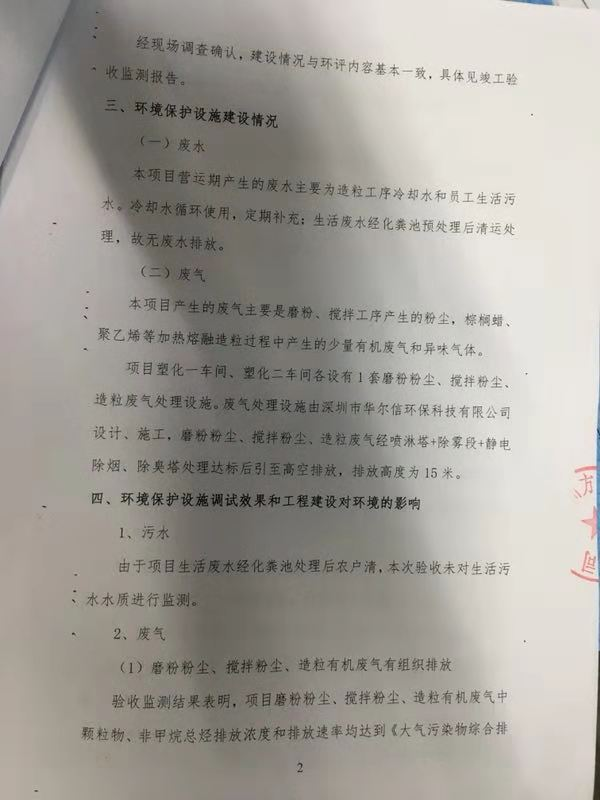 经现场调查确认，建设情况与环评内容基本一致，具体见竣工验
收监测报告。
三、环境保护设施建设情况
（一）废水
本项目营运期产生的废水主要为造粒工序冷却水和员工生活污
水。冷却水循环使用，定期补充；生活废水经化粪池预处理后清运处
理，故无废水排放。
（二）废气
本项目产生的废气主要是磨粉、搅拌工序产生的粉尘，棕榈蜡、
聚乙烯等加热熔融造粒过程中产生的少量有机废气和异味气体。
项目塑化一车间、塑化二车间各设有1套磨粉粉尘、搅拌粉尘、
造粒废气处理设施。废气处理设施由深圳市华尔信环保科技有限公司
设计、施工，磨粉粉尘、搅拌粉尘、造粒废气经喷淋塔+除雾段+静电
除烟、除臭塔处理达标后引至高空排放，排放高度为15米。
四、环境保护设施调试效果和工程建设对环境的影响
1、污水
由于项目生活废水经化粪池处理后农户清，本次验收未对生活污
水水质进行监测。
2、废气
（1）磨粉粉尘、搅拌粉尘、造粒有机废气有组织排放
验收监测结果表明，项目磨粉粉尘、搅拌粉尘、造粒有机废气中
颗粒物、非甲烷总烃排放浓度和排放速率均达到《大气污染物综合排
2